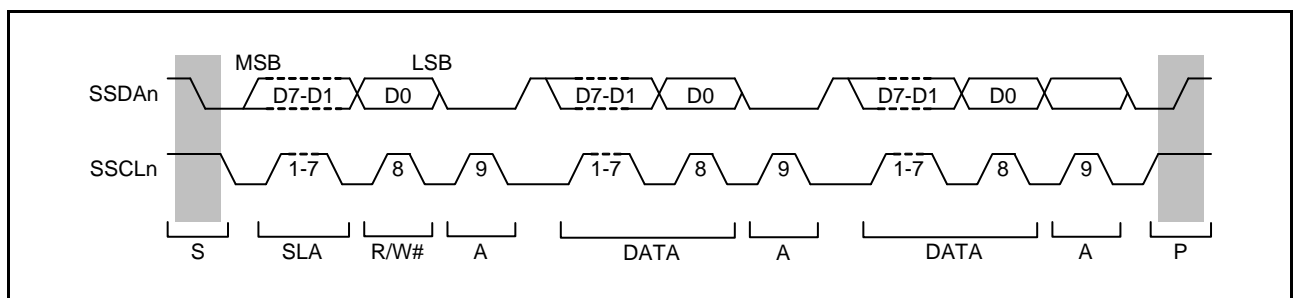 MSB LSB
SSDAn D7-D1 D0 D7-D1 D0 D7-D1 D0
SSCLn 1-7 8 9 1-7 8 9 1-7 8 9
S SLA R/W# A DATA A DATA A P